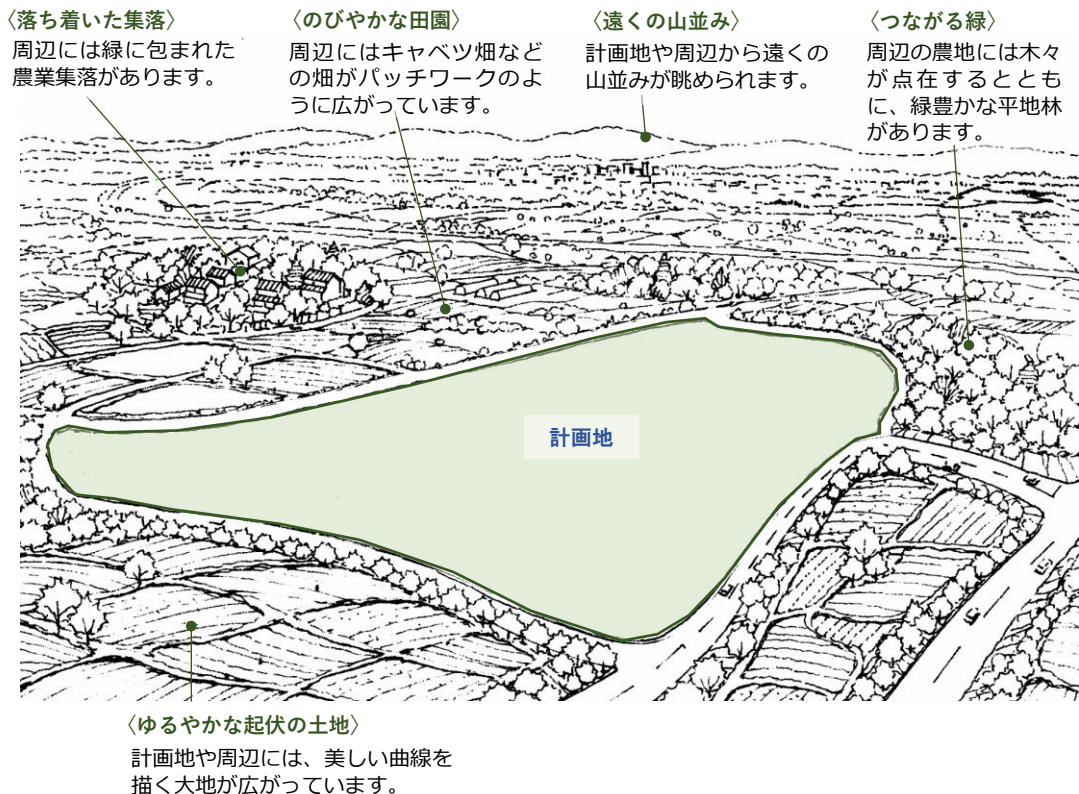 〈落ち着いた集落〉
周辺には緑に包まれた
農業集落があります。
〈のびやかな田園〉
周辺にはキャベツ畑など
の畑がパッチワークのよ
うに広がっています。
〈遠くの山並み〉
計画地や周辺から遠くの
山並みが眺められます。
〈つながる緑〉
周辺の農地には木々
が点在するととも
に、緑豊かな平地林
があります。
計画地
〈ゆるやかな起伏の土地〉
計画地や周辺には、美しい曲線を
描く大地が広がっています。